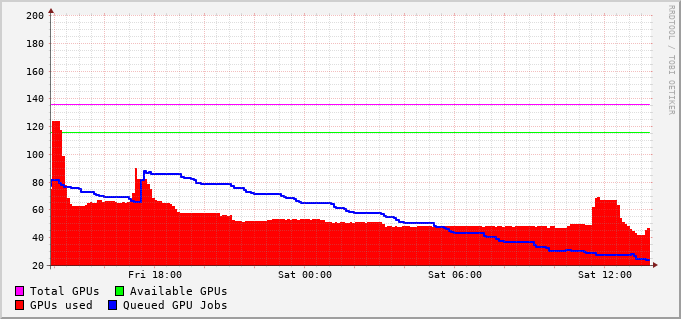 200
180
160
140
120
100
80
60
40
20
Fri 18:00 Sat 00:00 Sat 06:00 Sat 12:00
Total GPUs Available GPUs
GPUs used Queued GPU Jobs
RRDTOOL / TOBI OETIKER